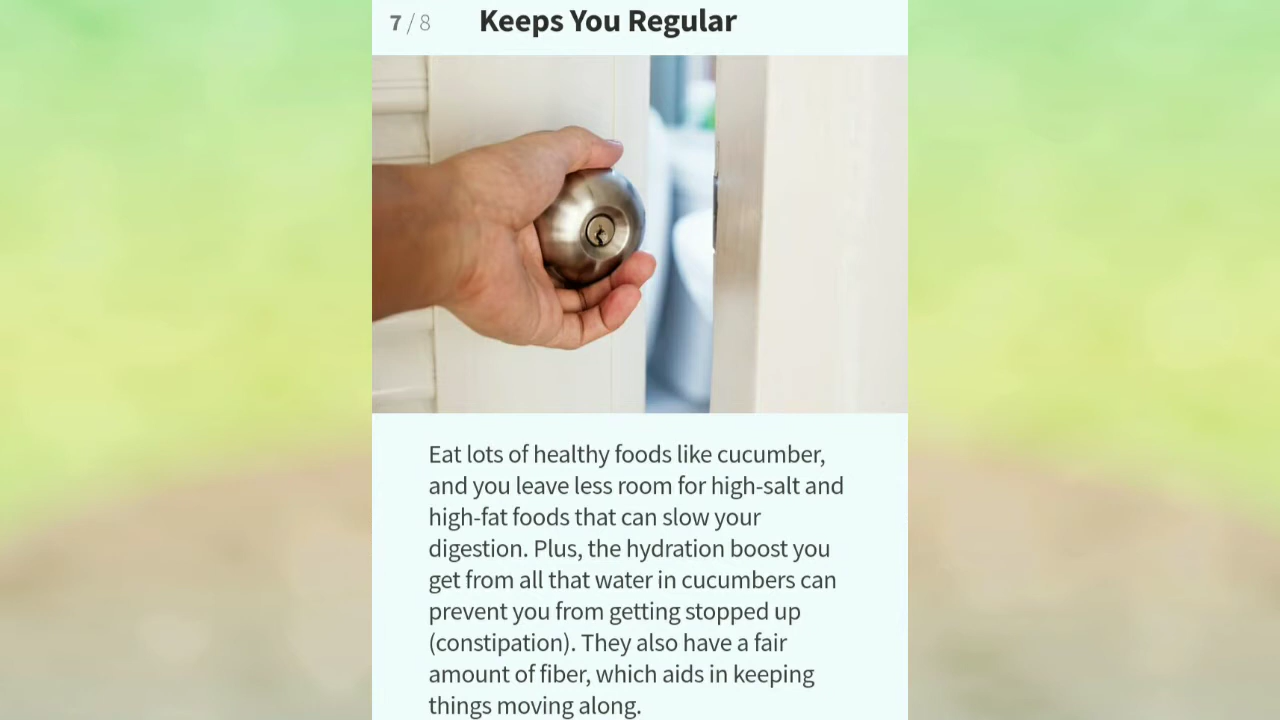 7 / 8 Keeps You Regular
Eat lots of healthy foods like cucumber,
and you leave less room for high-salt and
high-fat foods that can slow your
digestion. Plus, the hydration boost you
get from all that water in cucumbers can
prevent you from getting stopped up
(constipation). They also have a fair
amount of fiber, which aids in keeping
things moving along.